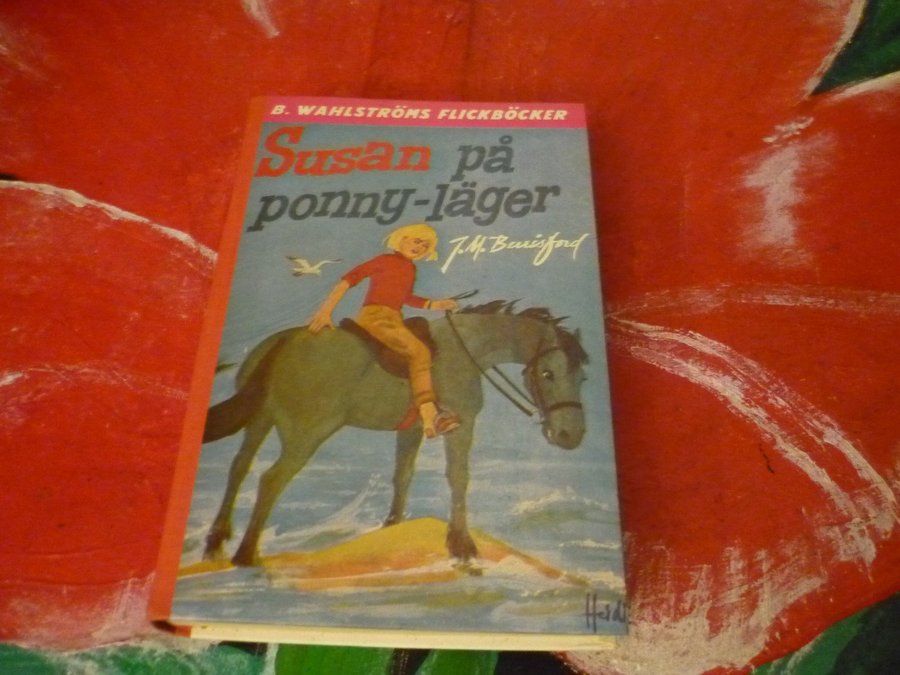 B. WAHLSTRÖMS FLICKBÖCKER
Susan på
ponny-läger
J.M. Berrisford